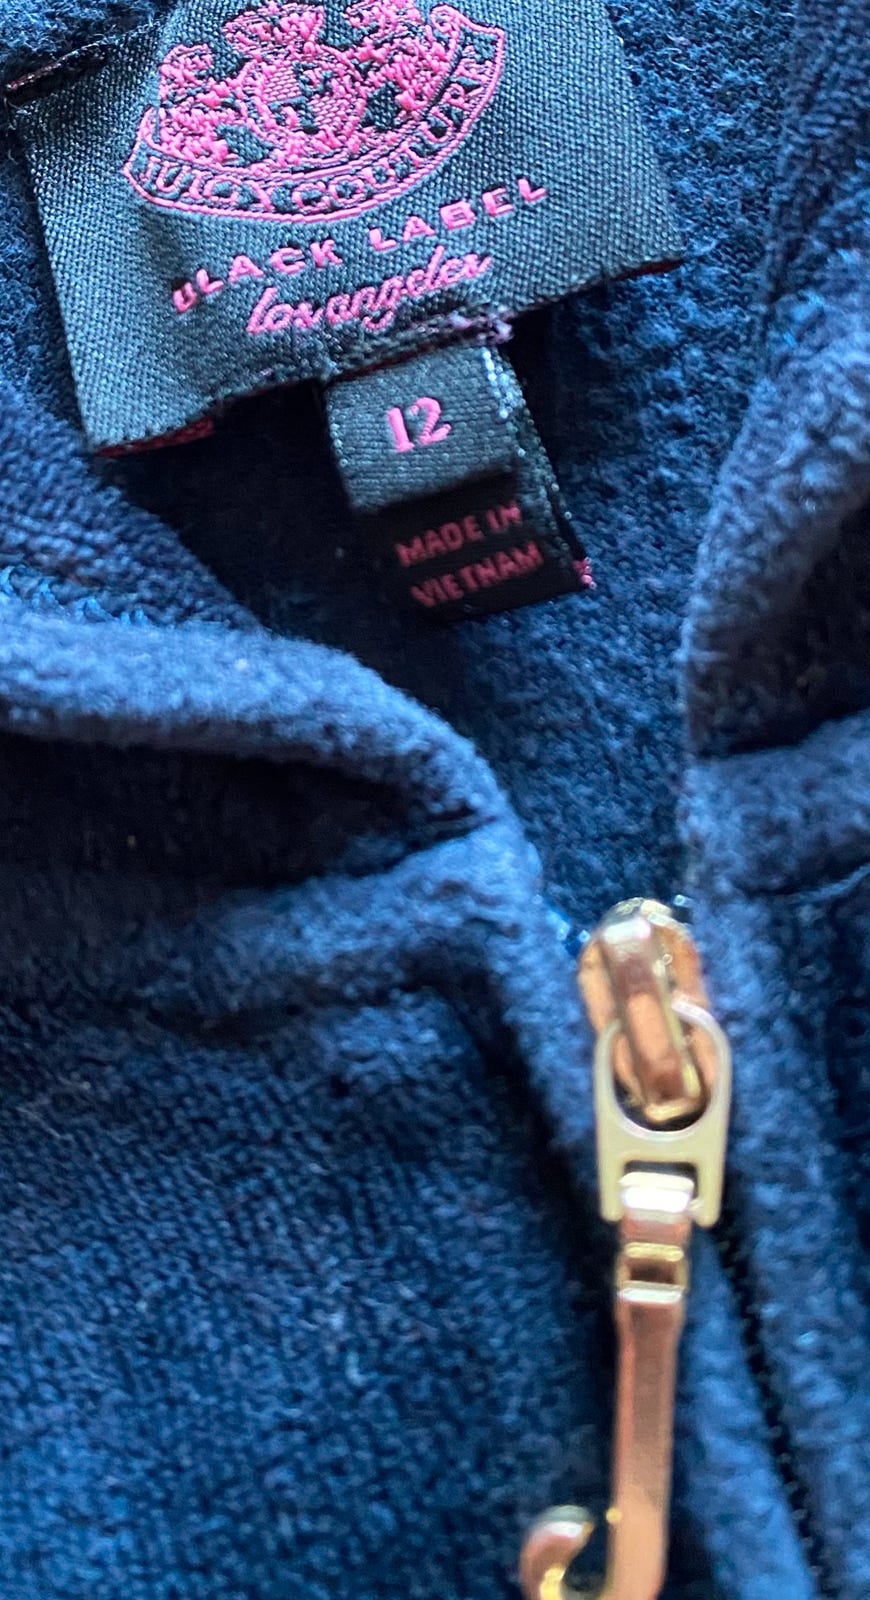 JUICY COUTURE
BLACK LABEL
los angeles
12
MADE IN
VIETNAM